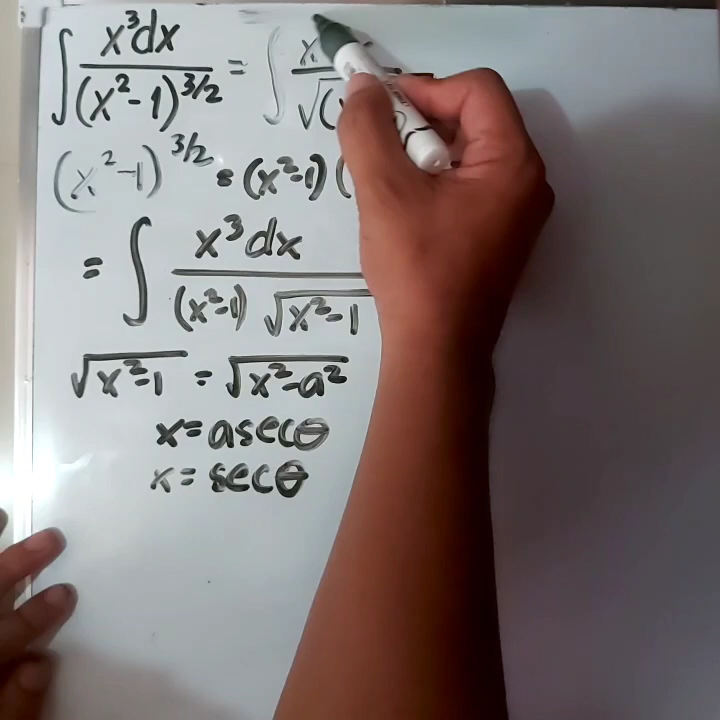 ∫ x³dx / (x²-1)^3/2 = ∫ x / √(
(x²-1)^3/2 = (x²-1)(
= ∫ x³dx / (x²-1) √x²-1
√x²-1 = √x²-a²
x=asecθ
x=secθ